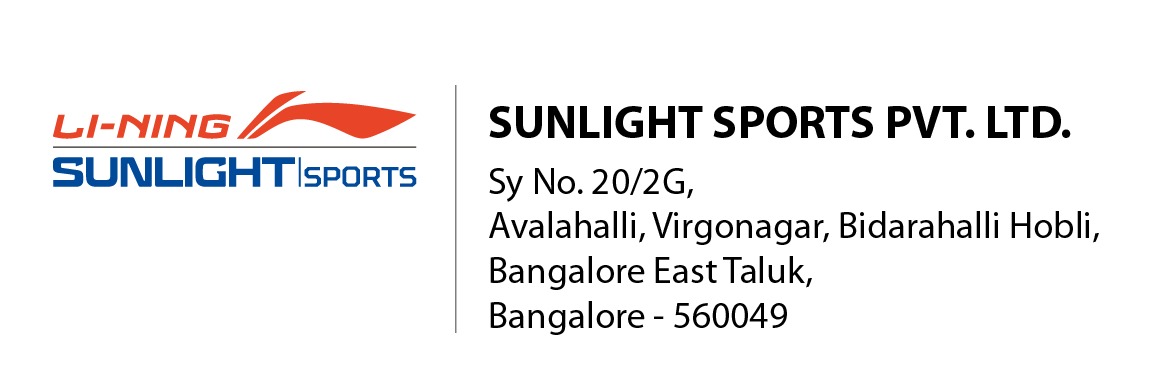 LI-NING
SUNLIGHT SPORTS
SUNLIGHT SPORTS PVT. LTD.
Sy No. 20/2G,
Avalahalli, Virgonagar, Bidarahalli Hobli,
Bangalore East Taluk,
Bangalore - 560049